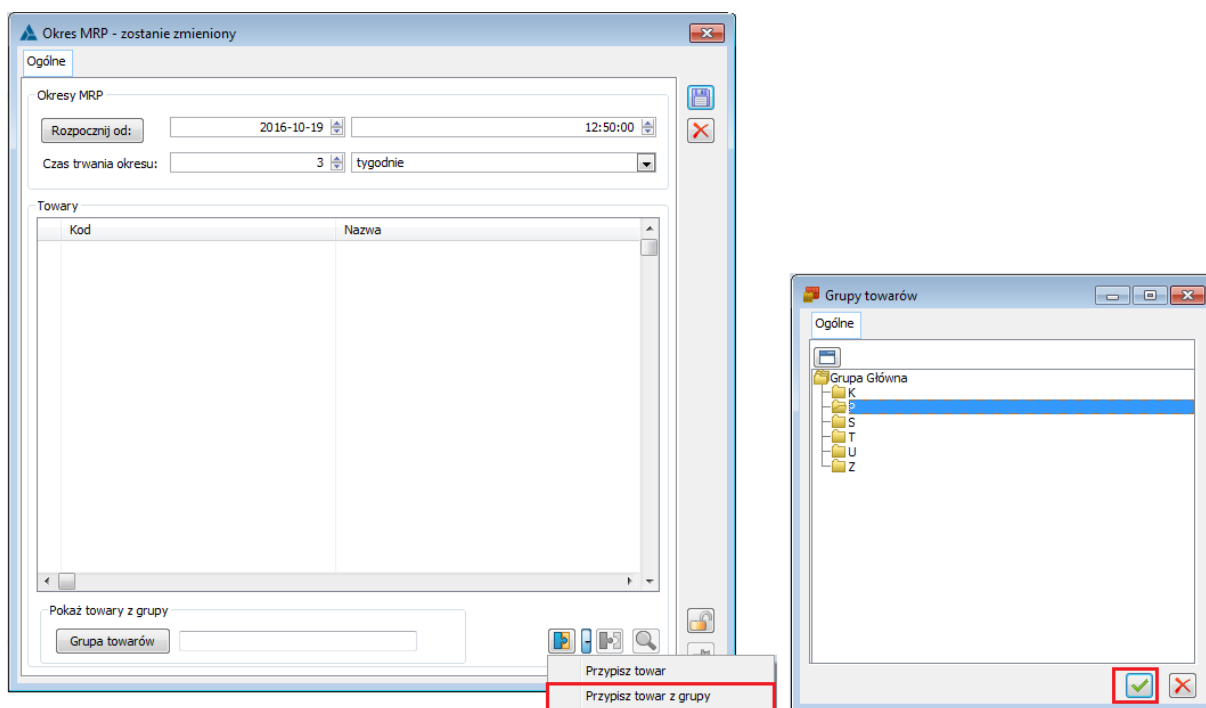 Okres MRP - zostanie zmieniony
Ogólne
Okresy MRP
Rozpocznij od: 2016-10-19 12:50:00
Czas trwania okresu: 3 tygodnie
Towary
Kod Nazwa
Pokaż towary z grupy
Grupa towarów
Przypisz towar
Przypisz towar z grupy
Grupy towarów
Ogólne
Grupa Główna
K
P
S
T
U
Z